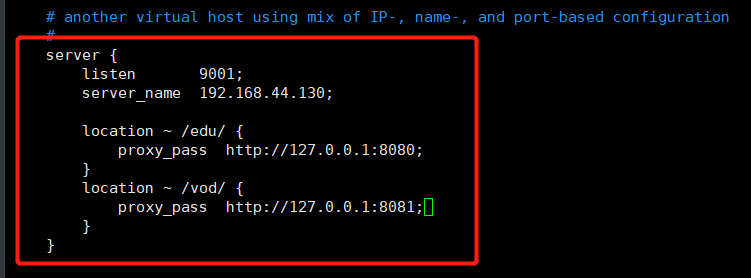 # another virtual host using mix of IP-, name-, and port-based configuration
#
server {
    listen       9001;
    server_name  192.168.44.130;

    location ~ /edu/ {
        proxy_pass  http://127.0.0.1:8080;
    }
    location ~ /vod/ {
        proxy_pass  http://127.0.0.1:8081;
    }
}